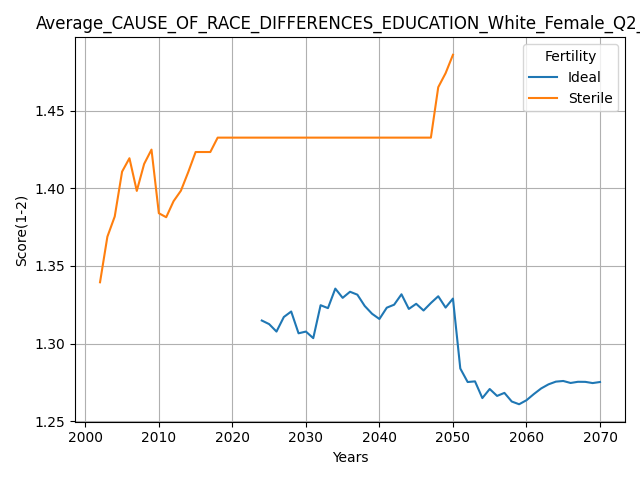 Average_CAUSE_OF_RACE_DIFFERENCES_EDUCATION_White_Female_Q2_
Fertility
Ideal
Sterile
Score(1-2)
1.45
1.40
1.35
1.30
1.25
2000 2010 2020 2030 2040 2050 2060 2070
Years